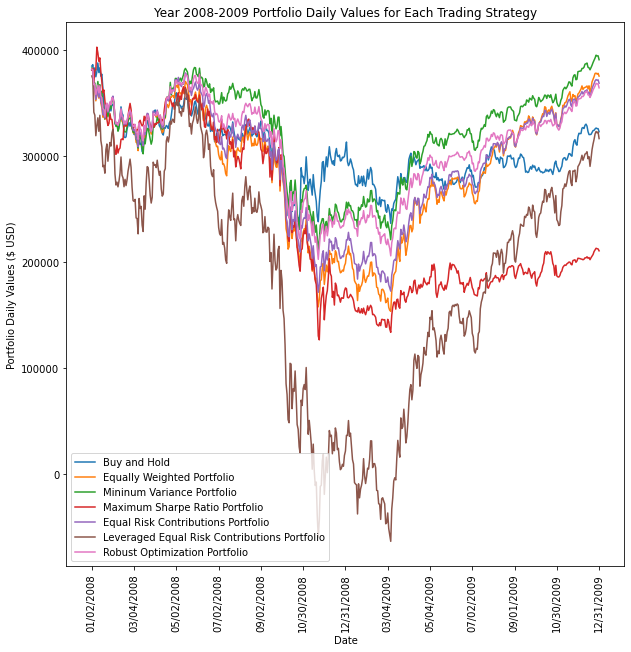 Year 2008-2009 Portfolio Daily Values for Each Trading Strategy
Portfolio Daily Values ($ USD)
400000
300000
200000
100000
0
Buy and Hold
Equally Weighted Portfolio
Mininum Variance Portfolio
Maximum Sharpe Ratio Portfolio
Equal Risk Contributions Portfolio
Leveraged Equal Risk Contributions Portfolio
Robust Optimization Portfolio
01/02/2008
03/04/2008
05/02/2008
07/02/2008
09/02/2008
10/30/2008
12/31/2008
03/04/2009
05/04/2009
07/02/2009
09/01/2009
10/30/2009
12/31/2009
Date